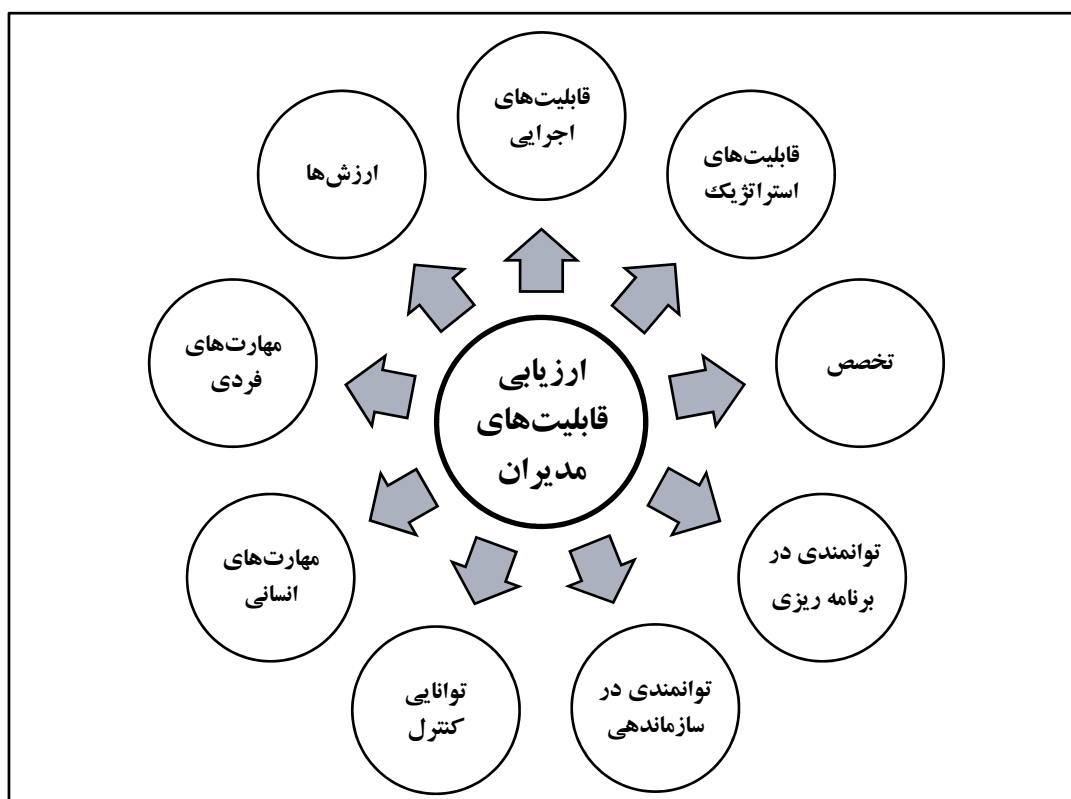 قابلیت‌های
اجرایی
قابلیت‌های
استراتژیک
تخصص
توانمندی در
برنامه ریزی
توانمندی در
سازماندهی
توانایی
کنترل
مهارت‌های
انسانی
مهارت‌های
فردی
ارزش‌ها
ارزیابی
قابلیت‌های
مدیران